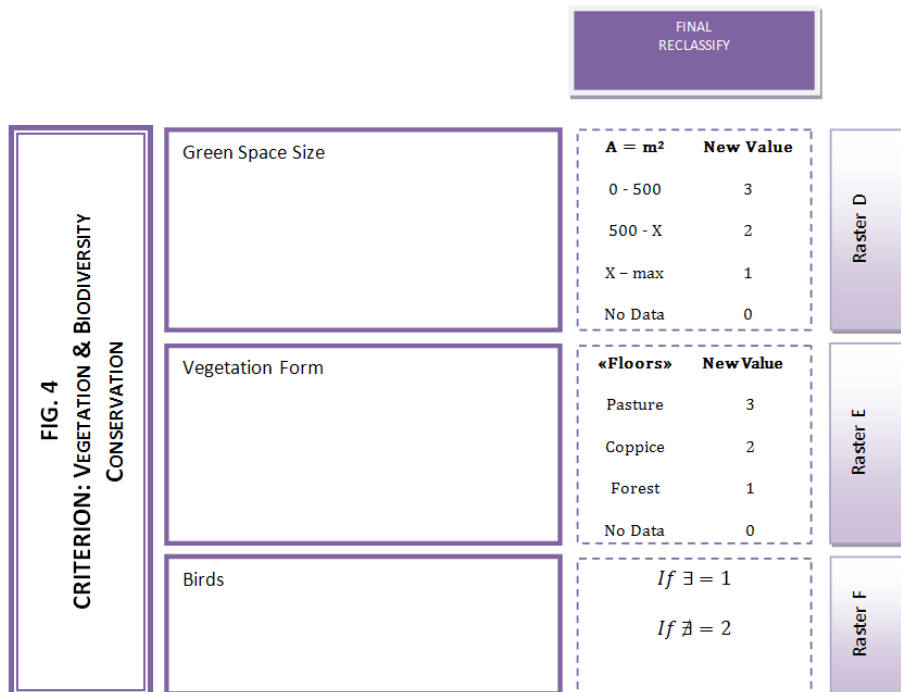 FINAL
RECLASSIFY
FIG. 4
CRITERION: VEGETATION & BIODIVERSITY
CONSERVATION
Green Space Size
A = m² New Value
0 - 500 3
500 - X 2
X – max 1
No Data 0
Raster D
Vegetation Form
«Floors» New Value
Pasture 3
Coppice 2
Forest 1
No Data 0
Raster E
Birds
If ∃ = 1
If ∄ = 2
Raster F